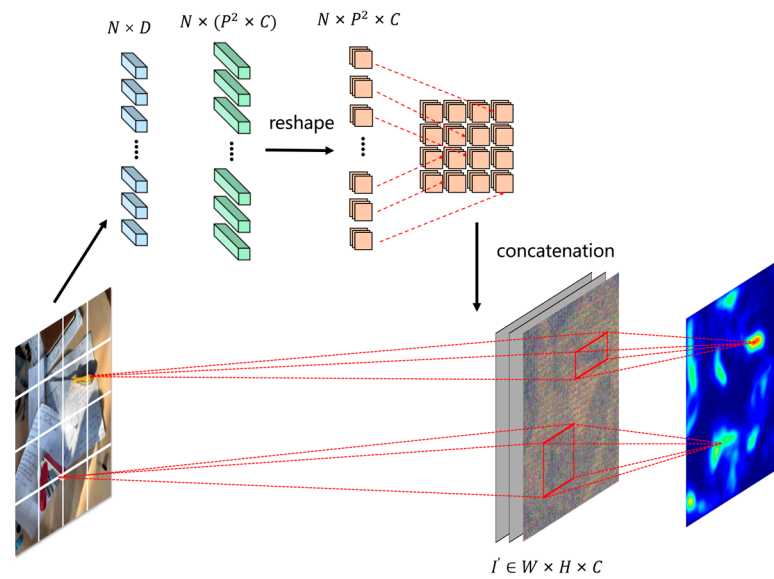 N × D
N × (P² × C)
N × P² × C
reshape
concatenation
I' ∈ W × H × C